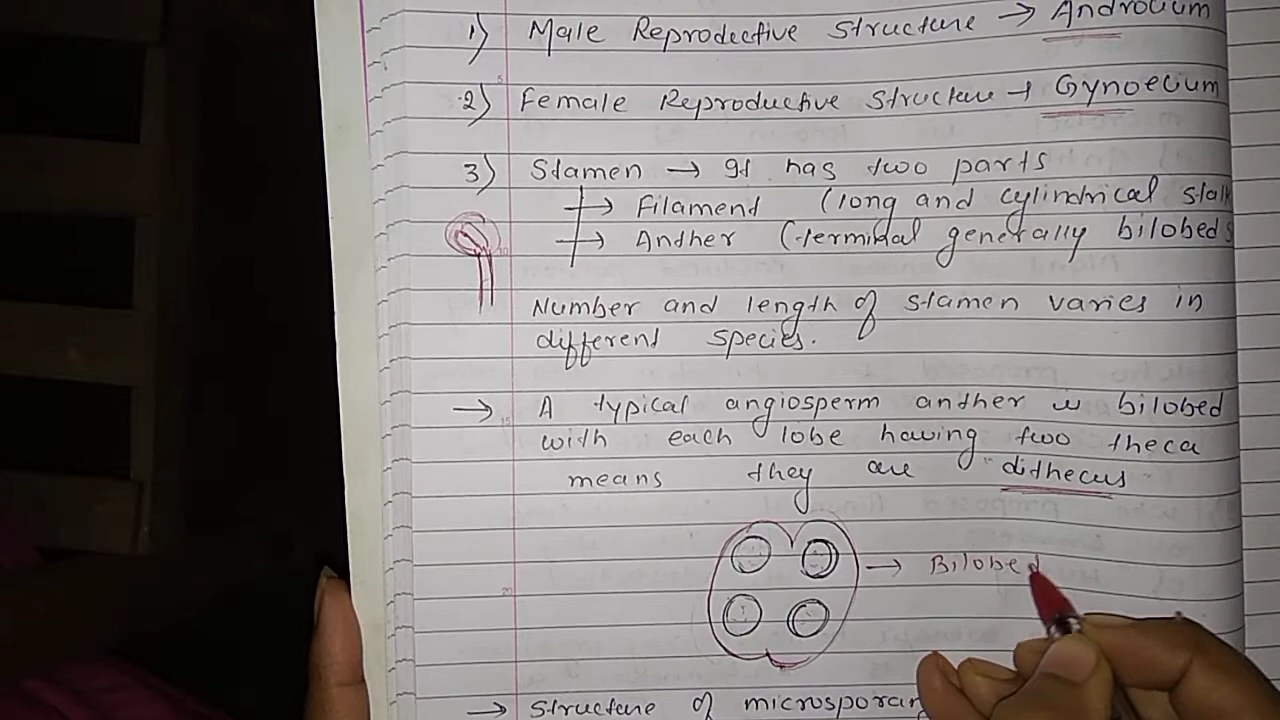 1) Male Reproductive Structure → Androcium
2) Female Reproductive Structure → Gynoecium
3) Stamen → It has two parts
→ Filament (long and cylindrical stalk
→ Anther (terminal generally bilobed
Number and length of stamen varies in
different species.
→ A typical angiosperm anther is bilobed
with each lobe having two theca
means they are "dithecus
→ Bilobed
→ Structure of microsporan